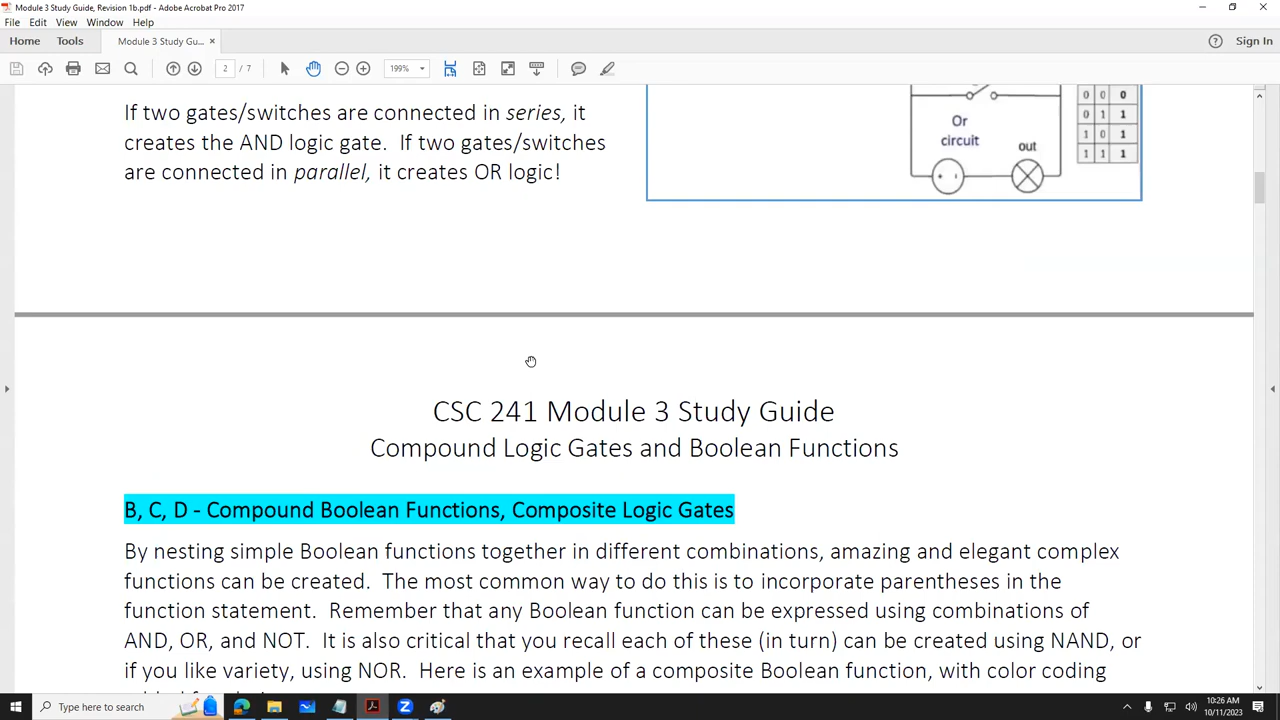 Module 3 Study Guide, Revision 1b.pdf - Adobe Acrobat Pro 2017
File Edit View Window Help
Home Tools Module 3 Study Gu... × Sign In
2 / 7 199%
If two gates/switches are connected in series, it
creates the AND logic gate. If two gates/switches
are connected in parallel, it creates OR logic!
Or
circuit
out
0 0 0
0 1 1
1 0 1
1 1 1
CSC 241 Module 3 Study Guide
Compound Logic Gates and Boolean Functions
B, C, D - Compound Boolean Functions, Composite Logic Gates
By nesting simple Boolean functions together in different combinations, amazing and elegant complex
functions can be created. The most common way to do this is to incorporate parentheses in the
function statement. Remember that any Boolean function can be expressed using combinations of
AND, OR, and NOT. It is also critical that you recall each of these (in turn) can be created using NAND, or
if you like variety, using NOR. Here is an example of a composite Boolean function, with color coding
Type here to search
10:26 AM
10/11/2023